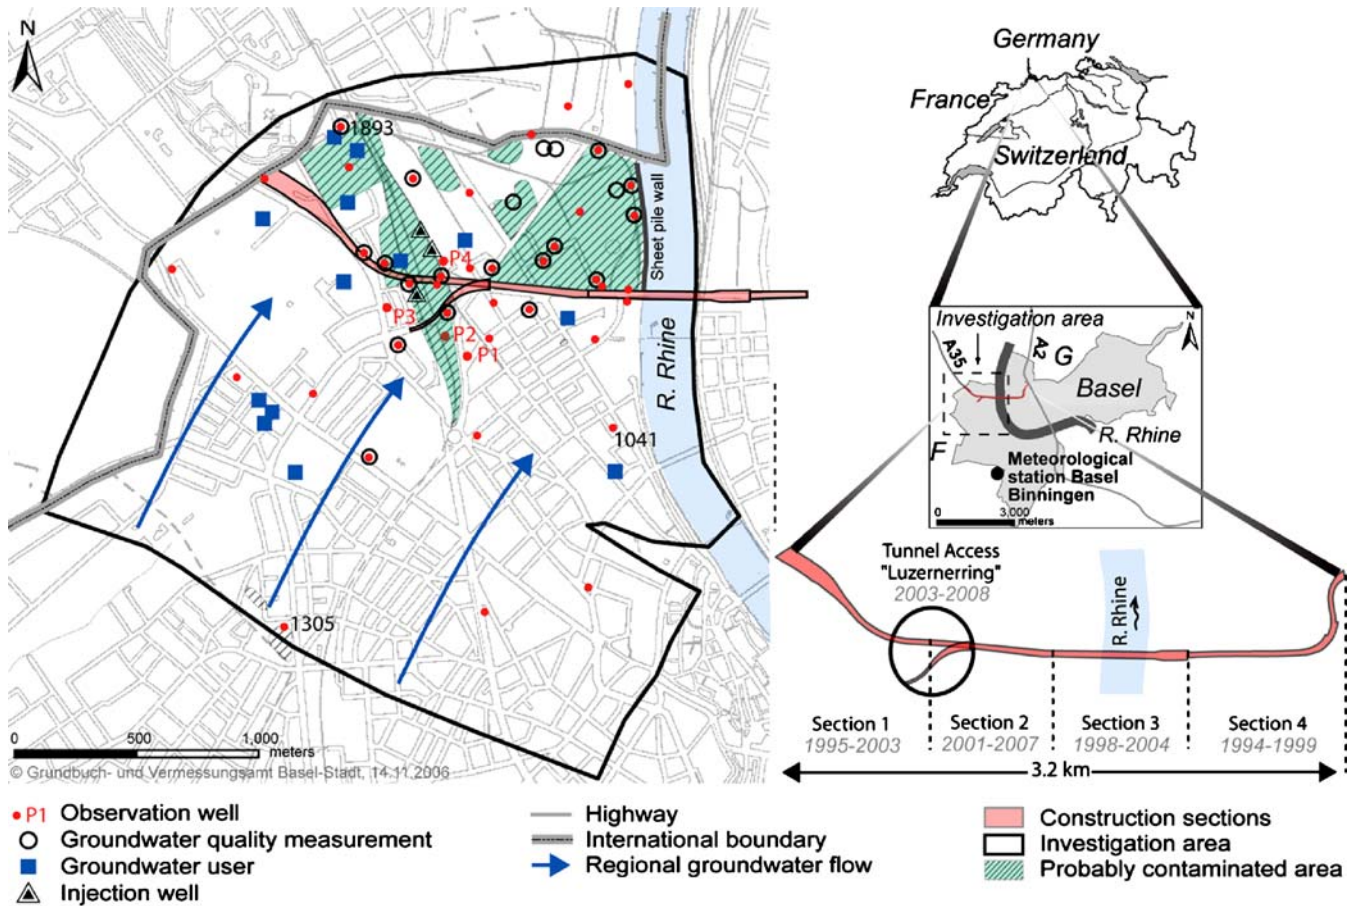 N
1893
P4
P3
P2
P1
Sheet pile wall
R. Rhine
1041
1305
0 500 1,000
meters
© Grundbuch- und Vermessungsamt Basel-Stadt, 14.11.2006
Germany
France
Switzerland
N
Investigation area
A35
A2
G
Basel
F
R. Rhine
Meteorological
station Basel
Binningen
0 3,000
meters
Tunnel Access
"Luzernerring"
2003-2008
R. Rhine
Section 1
1995-2003
Section 2
2001-2007
Section 3
1998-2004
Section 4
1994-1999
3.2 km
P1 Observation well
Groundwater quality measurement
Groundwater user
Injection well
Highway
International boundary
Regional groundwater flow
Construction sections
Investigation area
Probably contaminated area